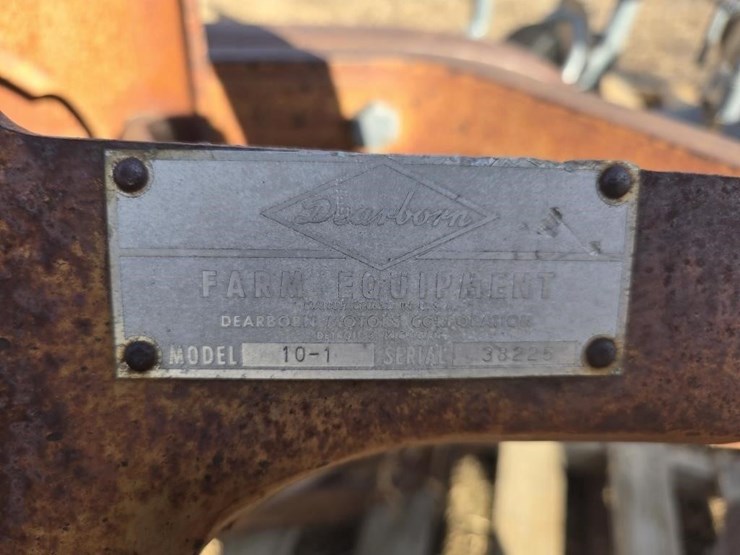 Dearborn
FARM EQUIPMENT
DEARBORN MOTORS CORPORATION
MODEL 10-1 SERIAL 38225